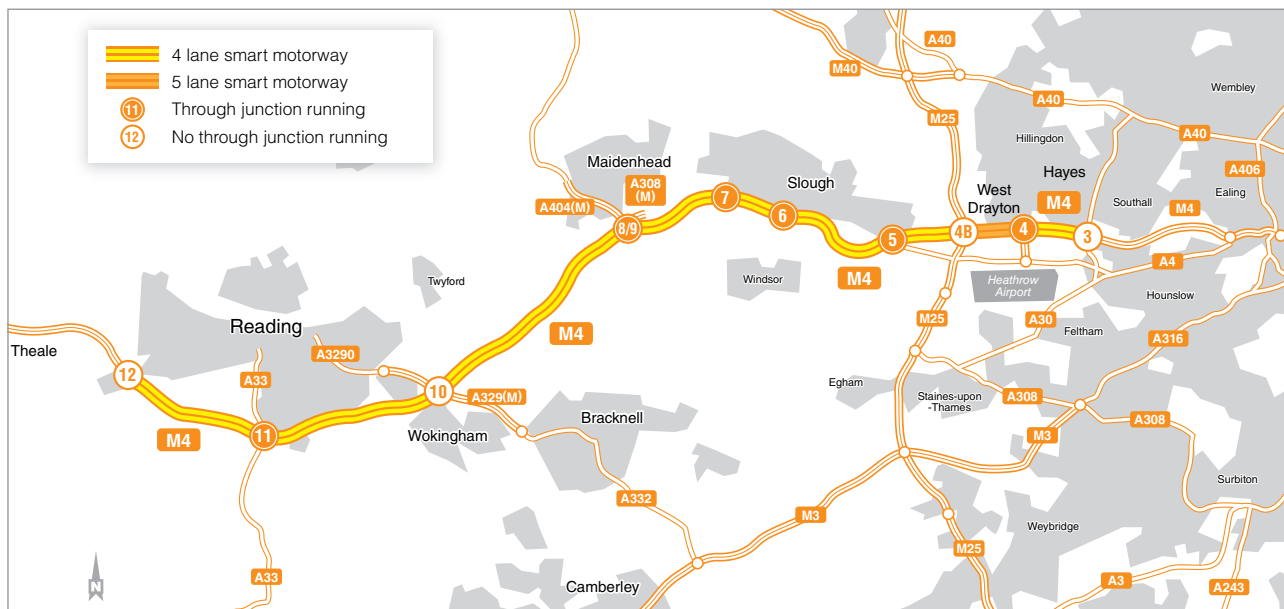 4 lane smart motorway
5 lane smart motorway
11 Through junction running
12 No through junction running
A40
M40
Wembley
A40
M25
Hillingdon
A40
Maidenhead
Hayes
A406
A308
(M)
Slough
West
Drayton
Ealing
A404(M)
7
M4
Southall
M4
6
8/9
5
4B
4
3
M4
A4
Twyford
Windsor
Heathrow
Airport
Hounslow
M25
A30
Reading
M4
Feltham
A316
Theale
A3290
12
A33
10
Egham
Staines-upon
-Thames
A329(M)
A308
Bracknell
A308
M4
11
Wokingham
M3
Surbiton
A332
M3
Weybridge
M25
A33
N
Camberley
A3
A243